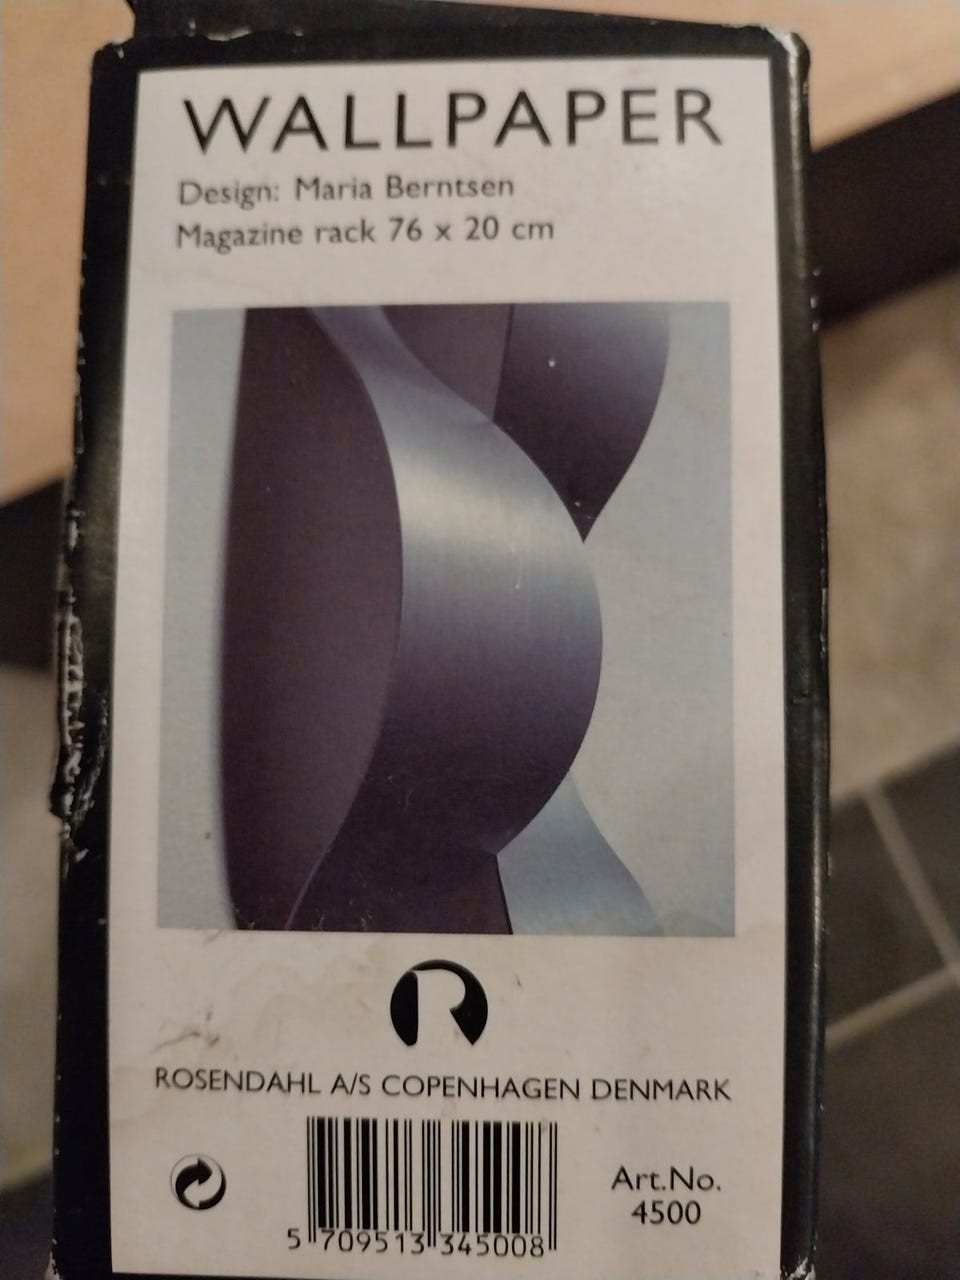 WALLPAPER
Design: Maria Berntsen
Magazine rack 76 x 20 cm
R
ROSENDAHL A/S COPENHAGEN DENMARK
Art.No.
4500
5 709513 345008